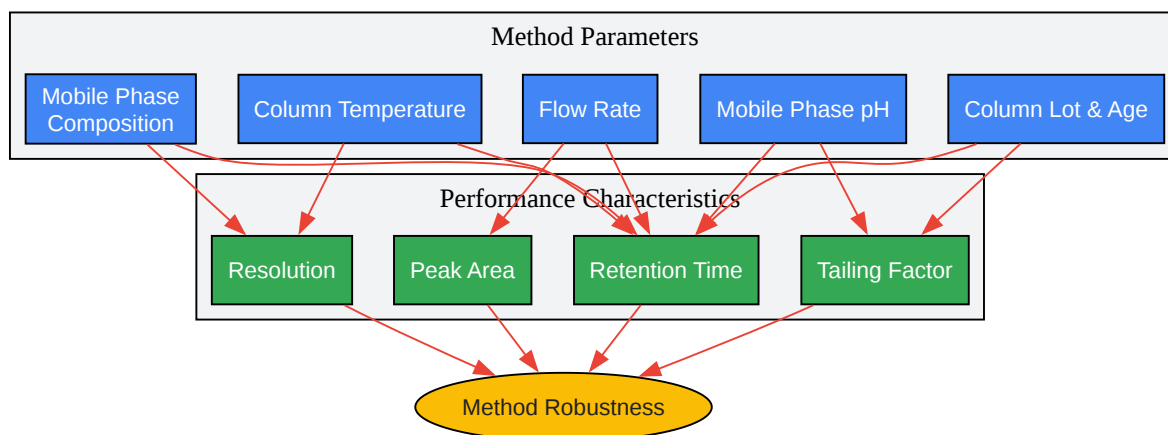 Method Parameters
Mobile Phase
Composition
Column Temperature
Flow Rate
Mobile Phase pH
Column Lot & Age
Performance Characteristics
Resolution
Peak Area
Retention Time
Tailing Factor
Method Robustness